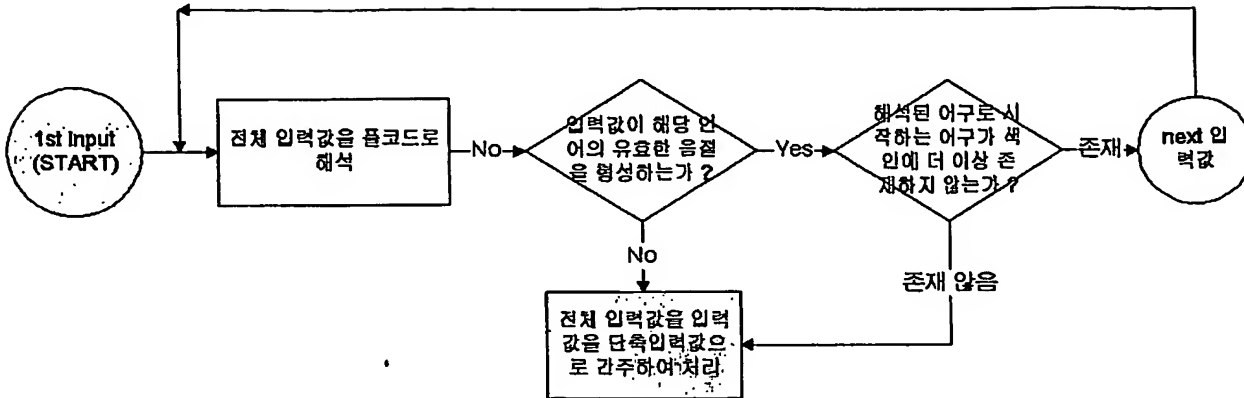 1st Input
(START)
전체 입력값을 풀코드로
해석
No
입력값이 해당 언
어의 유효한 음절
을 형성하는가 ?
Yes
해석된 어구로 시
작하는 어구가 색
인에 더 이상 존
재하지 않는가 ?
존재
next 입
력값
No
존재 않음
전체 입력값을 입력
값을 단축입력값으
로 간주하여 처리